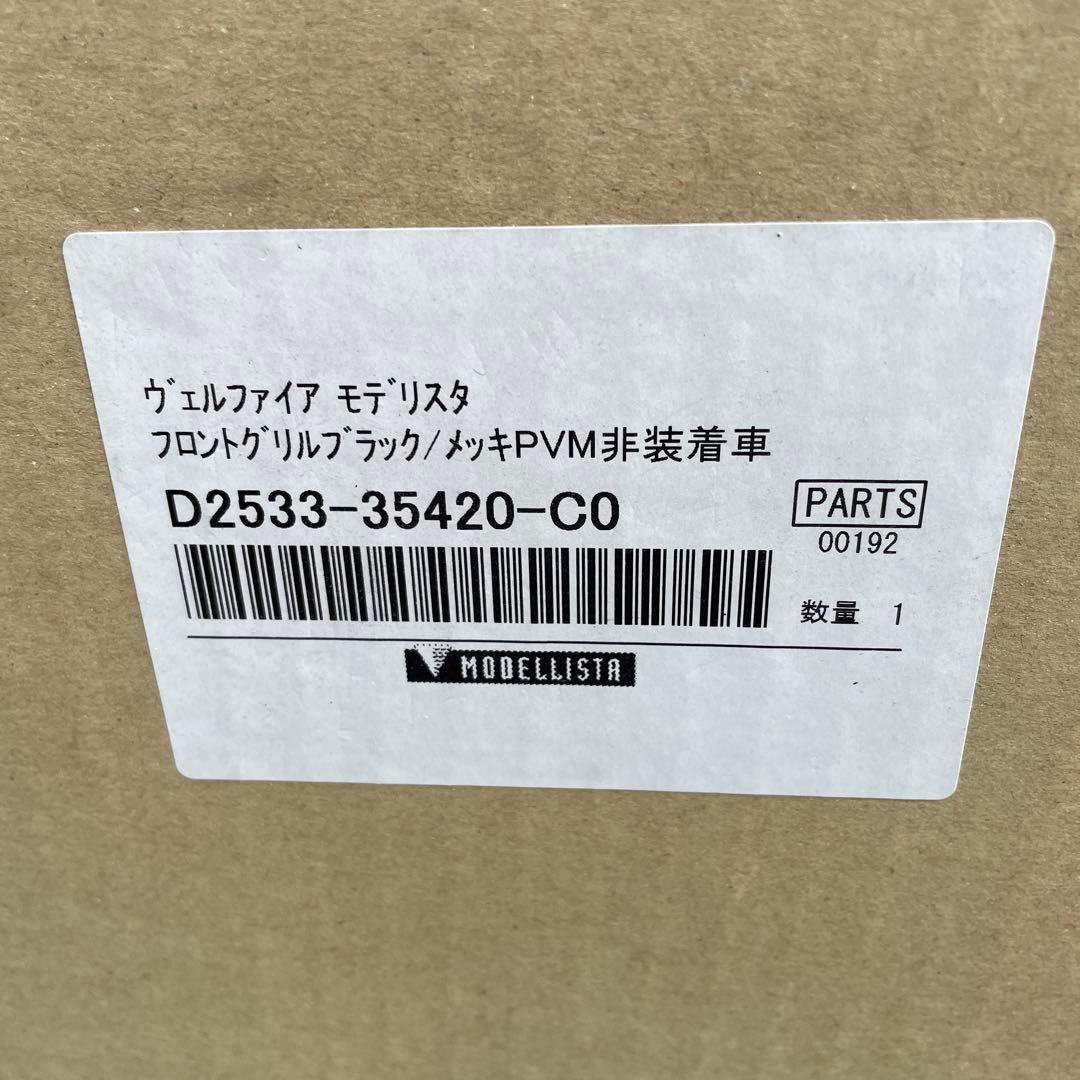 ヴェルファイア モデリスタ
フロントグリルブラック/メッキPVM非装着車
D2533-35420-C0
PARTS
00192
数量 1
MODELLISTA